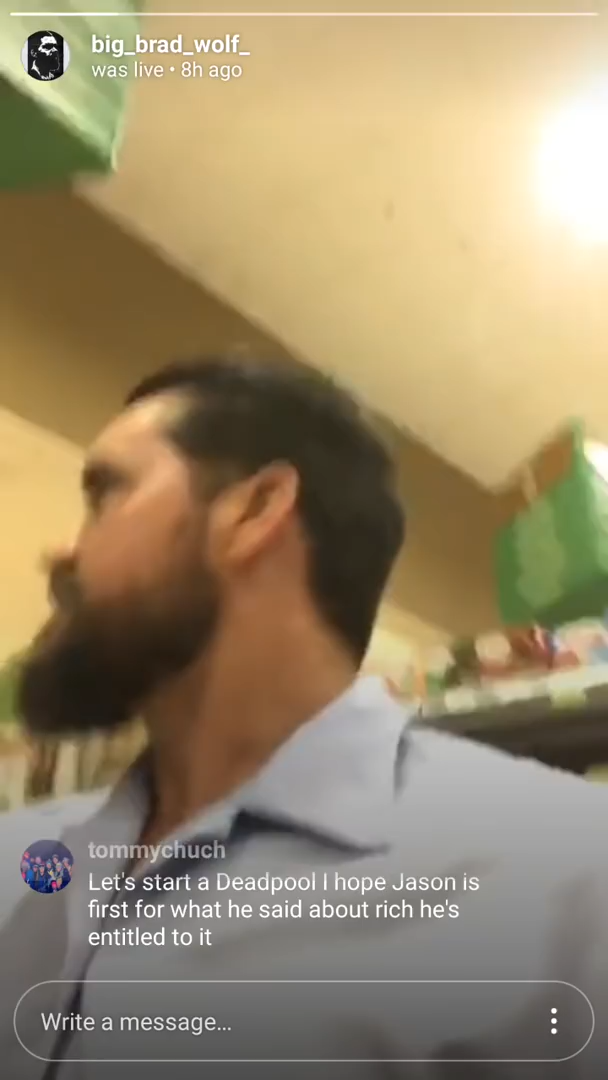 big_brad_wolf_
was live • 8h ago
tommychuch
Let's start a Deadpool I hope Jason is
first for what he said about rich he's
entitled to it
Write a message...